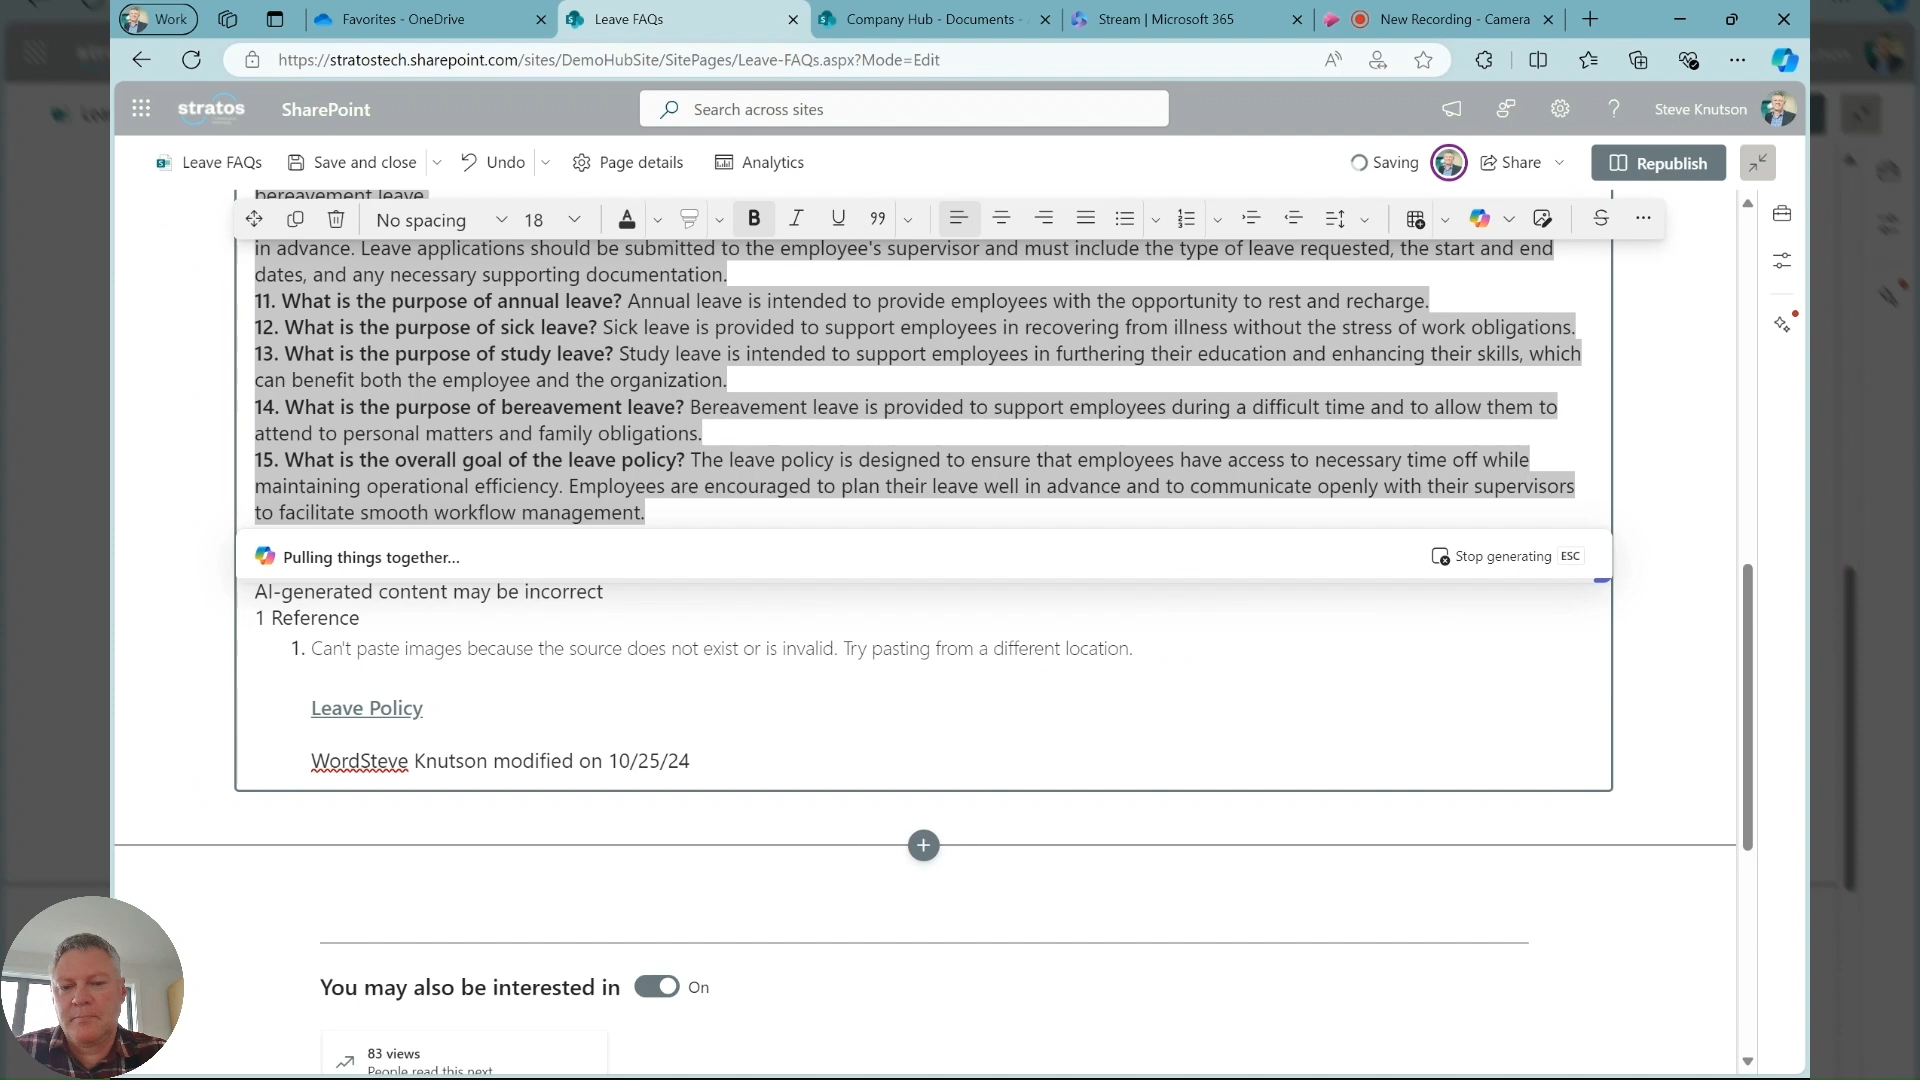 Work
Favorites - OneDrive
Leave FAQs
Company Hub - Documents -
Stream | Microsoft 365
New Recording - Camera
https://stratostech.sharepoint.com/sites/DemoHubSite/SitePages/Leave-FAQs.aspx?Mode=Edit
stratos
SharePoint
Search across sites
Steve Knutson
Leave FAQs
Save and close
Undo
Page details
Analytics
Saving
Share
Republish
bereavement leave.
No spacing
18
in advance. Leave applications should be submitted to the employee's supervisor and must include the type of leave requested, the start and end
dates, and any necessary supporting documentation.
11. What is the purpose of annual leave? Annual leave is intended to provide employees with the opportunity to rest and recharge.
12. What is the purpose of sick leave? Sick leave is provided to support employees in recovering from illness without the stress of work obligations.
13. What is the purpose of study leave? Study leave is intended to support employees in furthering their education and enhancing their skills, which
can benefit both the employee and the organization.
14. What is the purpose of bereavement leave? Bereavement leave is provided to support employees during a difficult time and to allow them to
attend to personal matters and family obligations.
15. What is the overall goal of the leave policy? The leave policy is designed to ensure that employees have access to necessary time off while
maintaining operational efficiency. Employees are encouraged to plan their leave well in advance and to communicate openly with their supervisors
to facilitate smooth workflow management.
Pulling things together...
Stop generating ESC
AI-generated content may be incorrect
1 Reference
1. Can't paste images because the source does not exist or is invalid. Try pasting from a different location.
Leave Policy
WordSteve Knutson modified on 10/25/24
You may also be interested in
On
83 views
People read this next